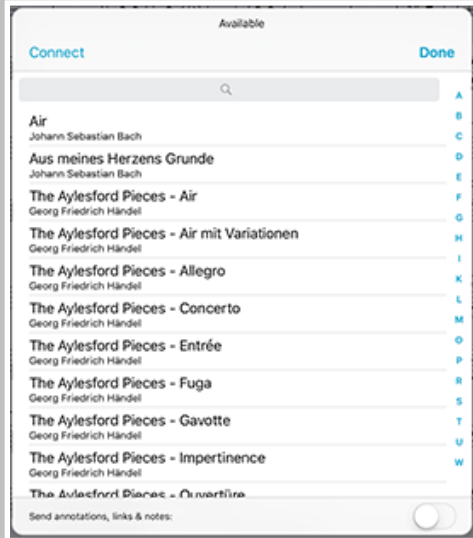 Available
Connect Done
Air
Johann Sebastian Bach
Aus meines Herzens Grunde
Johann Sebastian Bach
The Aylesford Pieces - Air
Georg Friedrich Händel
The Aylesford Pieces - Air mit Variationen
Georg Friedrich Händel
The Aylesford Pieces - Allegro
Georg Friedrich Händel
The Aylesford Pieces - Concerto
Georg Friedrich Händel
The Aylesford Pieces - Entrée
Georg Friedrich Händel
The Aylesford Pieces - Fuga
Georg Friedrich Händel
The Aylesford Pieces - Gavotte
Georg Friedrich Händel
The Aylesford Pieces - Impertinence
Georg Friedrich Händel
The Aylesford Pieces - Ouvertüre
Send annotations, links & notes:
A
B
C
D
E
F
G
H
I
K
L
M
O
P
R
S
T
U
W